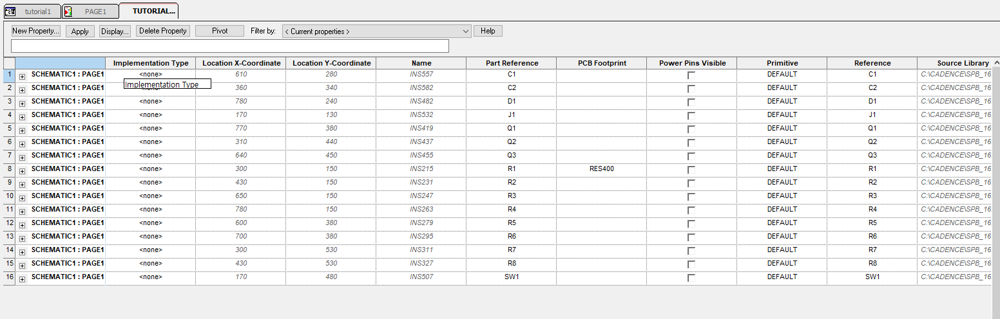 tutorial1 PAGE1 TUTORIAL...
New Property... Apply Display... Delete Property Pivot Filter by: < Current properties > Help
Implementation Type Location X-Coordinate Location Y-Coordinate Name Part Reference PCB Footprint Power Pins Visible Primitive Reference Source Library
1 SCHEMATIC1 : PAGE1 <none> 610 280 INS557 C1 DEFAULT C1 C:\CADENCE\SPB_16
Implementation Type
2 SCHEMATIC1 : PAGE1 <none> 360 340 INS582 C2 DEFAULT C2 C:\CADENCE\SPB_16
3 SCHEMATIC1 : PAGE1 <none> 780 240 INS482 D1 DEFAULT D1 C:\CADENCE\SPB_16
4 SCHEMATIC1 : PAGE1 <none> 170 130 INS532 J1 DEFAULT J1 C:\CADENCE\SPB_16
5 SCHEMATIC1 : PAGE1 <none> 770 380 INS419 Q1 DEFAULT Q1 C:\CADENCE\SPB_16
6 SCHEMATIC1 : PAGE1 <none> 310 440 INS437 Q2 DEFAULT Q2 C:\CADENCE\SPB_16
7 SCHEMATIC1 : PAGE1 <none> 640 450 INS455 Q3 DEFAULT Q3 C:\CADENCE\SPB_16
8 SCHEMATIC1 : PAGE1 <none> 300 150 INS215 R1 RES400 DEFAULT R1 C:\CADENCE\SPB_16
9 SCHEMATIC1 : PAGE1 <none> 430 150 INS231 R2 DEFAULT R2 C:\CADENCE\SPB_16
10 SCHEMATIC1 : PAGE1 <none> 650 150 INS247 R3 DEFAULT R3 C:\CADENCE\SPB_16
11 SCHEMATIC1 : PAGE1 <none> 780 150 INS263 R4 DEFAULT R4 C:\CADENCE\SPB_16
12 SCHEMATIC1 : PAGE1 <none> 600 380 INS279 R5 DEFAULT R5 C:\CADENCE\SPB_16
13 SCHEMATIC1 : PAGE1 <none> 700 380 INS295 R6 DEFAULT R6 C:\CADENCE\SPB_16
14 SCHEMATIC1 : PAGE1 <none> 300 530 INS311 R7 DEFAULT R7 C:\CADENCE\SPB_16
15 SCHEMATIC1 : PAGE1 <none> 430 530 INS327 R8 DEFAULT R8 C:\CADENCE\SPB_16
16 SCHEMATIC1 : PAGE1 <none> 170 480 INS507 SW1 DEFAULT SW1 C:\CADENCE\SPB_16